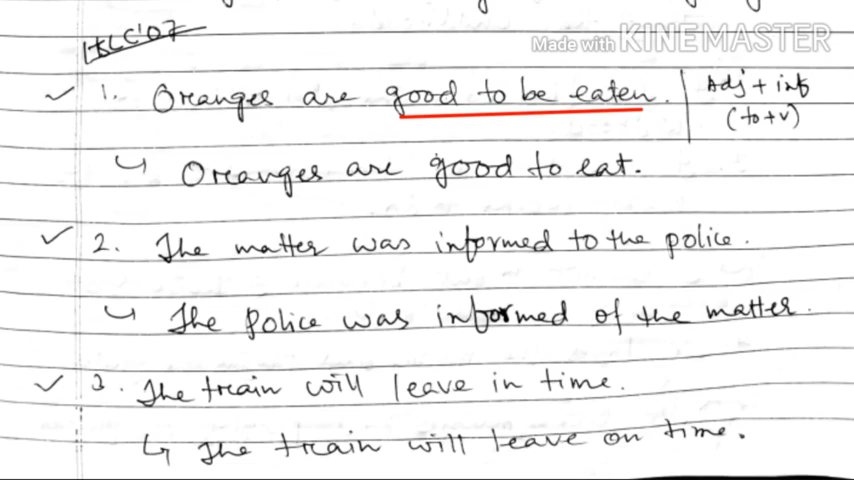 Made with KINEMASTER
1. Oranges are good to be eaten. Adj + inf
(to + v)
↳ Oranges are good to eat.
2. The matter was informed to the police.
↳ The police was informed of the matter.
3. The train will leave in time.
↳ The train will leave on time.